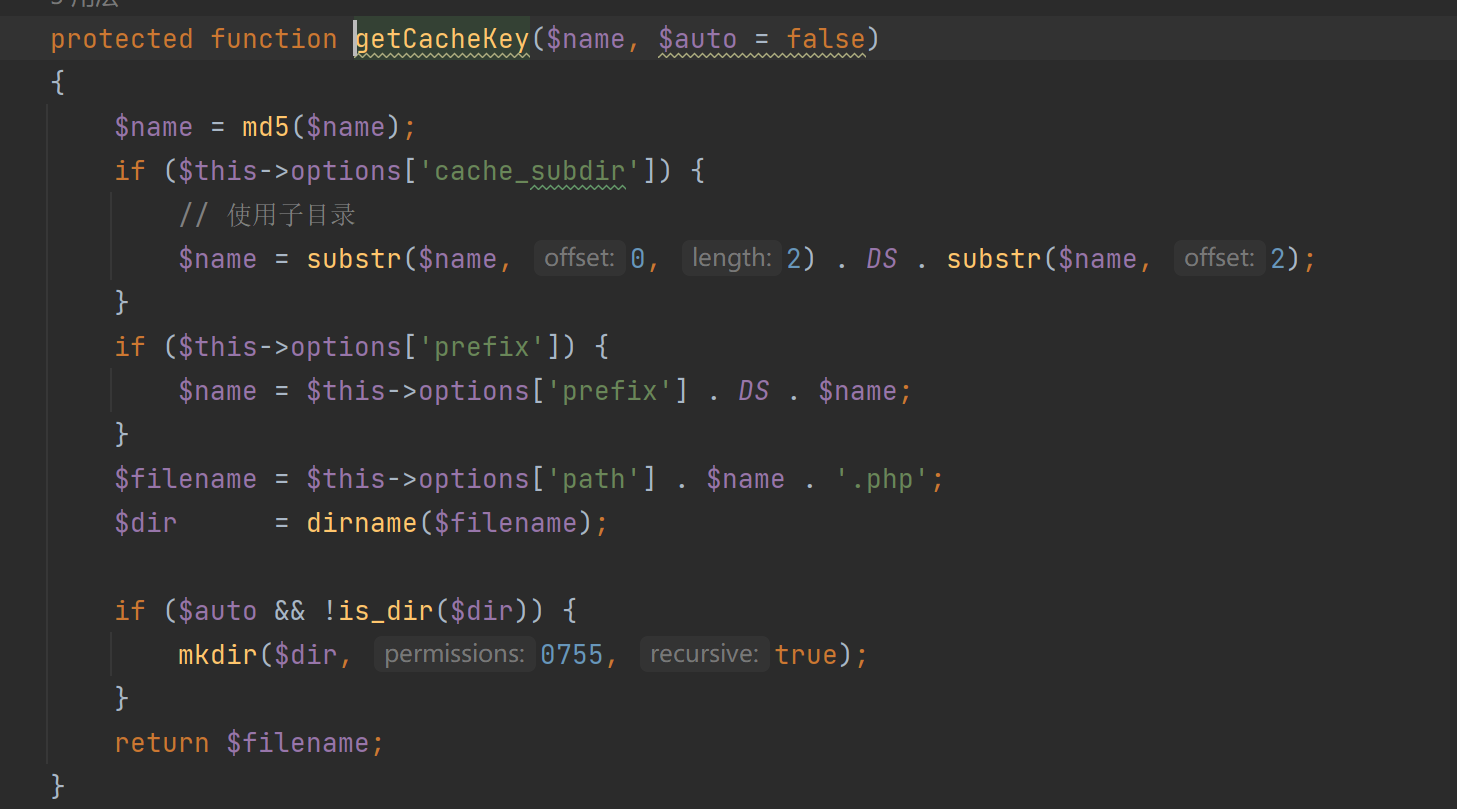 protected function getCacheKey($name, $auto = false)
{
    $name = md5($name);
    if ($this->options['cache_subdir']) {
        // 使用子目录
        $name = substr($name, offset: 0, length: 2) . DS . substr($name, offset: 2);
    }
    if ($this->options['prefix']) {
        $name = $this->options['prefix'] . DS . $name;
    }
    $filename = $this->options['path'] . $name . '.php';
    $dir      = dirname($filename);

    if ($auto && !is_dir($dir)) {
        mkdir($dir, permissions: 0755, recursive: true);
    }
    return $filename;
}